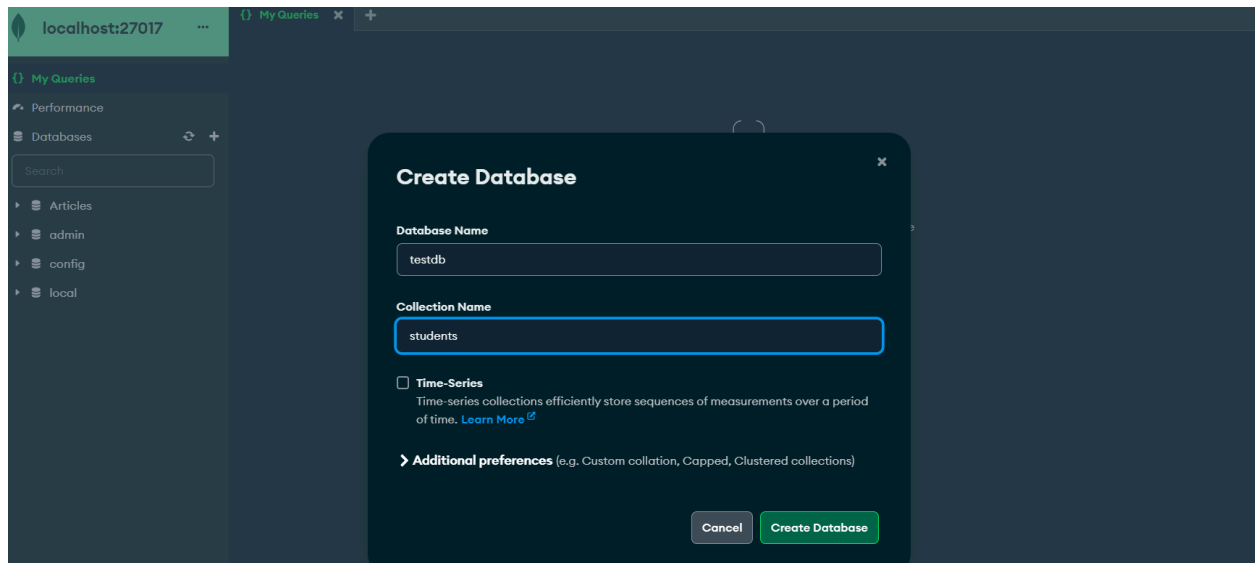 localhost:27017 ...
{} My Queries
{} My Queries
Performance
Databases
Search
Articles
admin
config
local
Create Database
Database Name
testdb
Collection Name
students
Time-Series
Time-series collections efficiently store sequences of measurements over a period
of time. Learn More
Additional preferences (e.g. Custom collation, Capped, Clustered collections)
Cancel Create Database